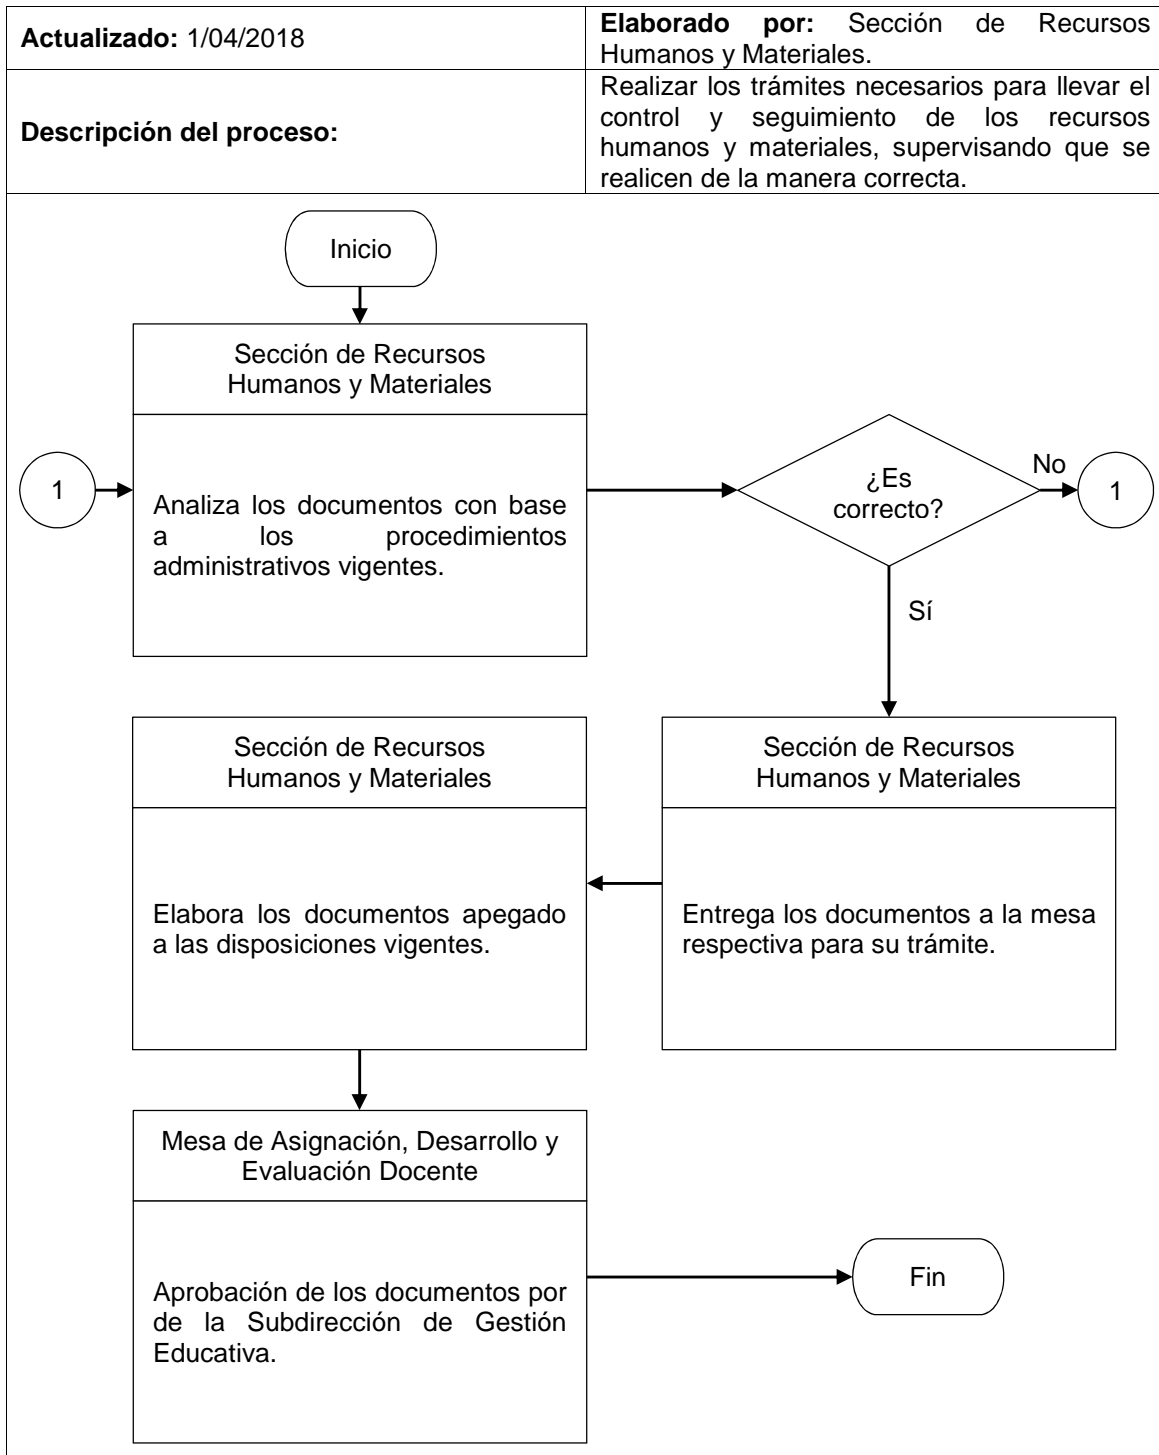 Actualizado: 1/04/2018
Elaborado por: Sección de Recursos
Humanos y Materiales.
Descripción del proceso:
Realizar los trámites necesarios para llevar el
control y seguimiento de los recursos
humanos y materiales, supervisando que se
realicen de la manera correcta.
Inicio
Sección de Recursos
Humanos y Materiales
1
Analiza los documentos con base
a los procedimientos
administrativos vigentes.
¿Es
correcto?
No
1
Sí
Sección de Recursos
Humanos y Materiales
Entrega los documentos a la mesa
respectiva para su trámite.
Sección de Recursos
Humanos y Materiales
Elabora los documentos apegado
a las disposiciones vigentes.
Mesa de Asignación, Desarrollo y
Evaluación Docente
Aprobación de los documentos por
de la Subdirección de Gestión
Educativa.
Fin